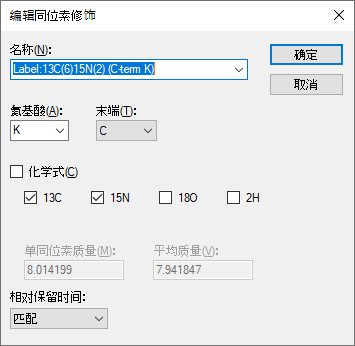 编辑同位素修饰
名称(N):
Label:13C(6)15N(2) (C-term K)
确定
取消
氨基酸(A):
末端(T):
K
C
化学式(C)
13C
15N
18O
2H
单同位素质量(M):
平均质量(V):
8.014199
7.941847
相对保留时间:
匹配